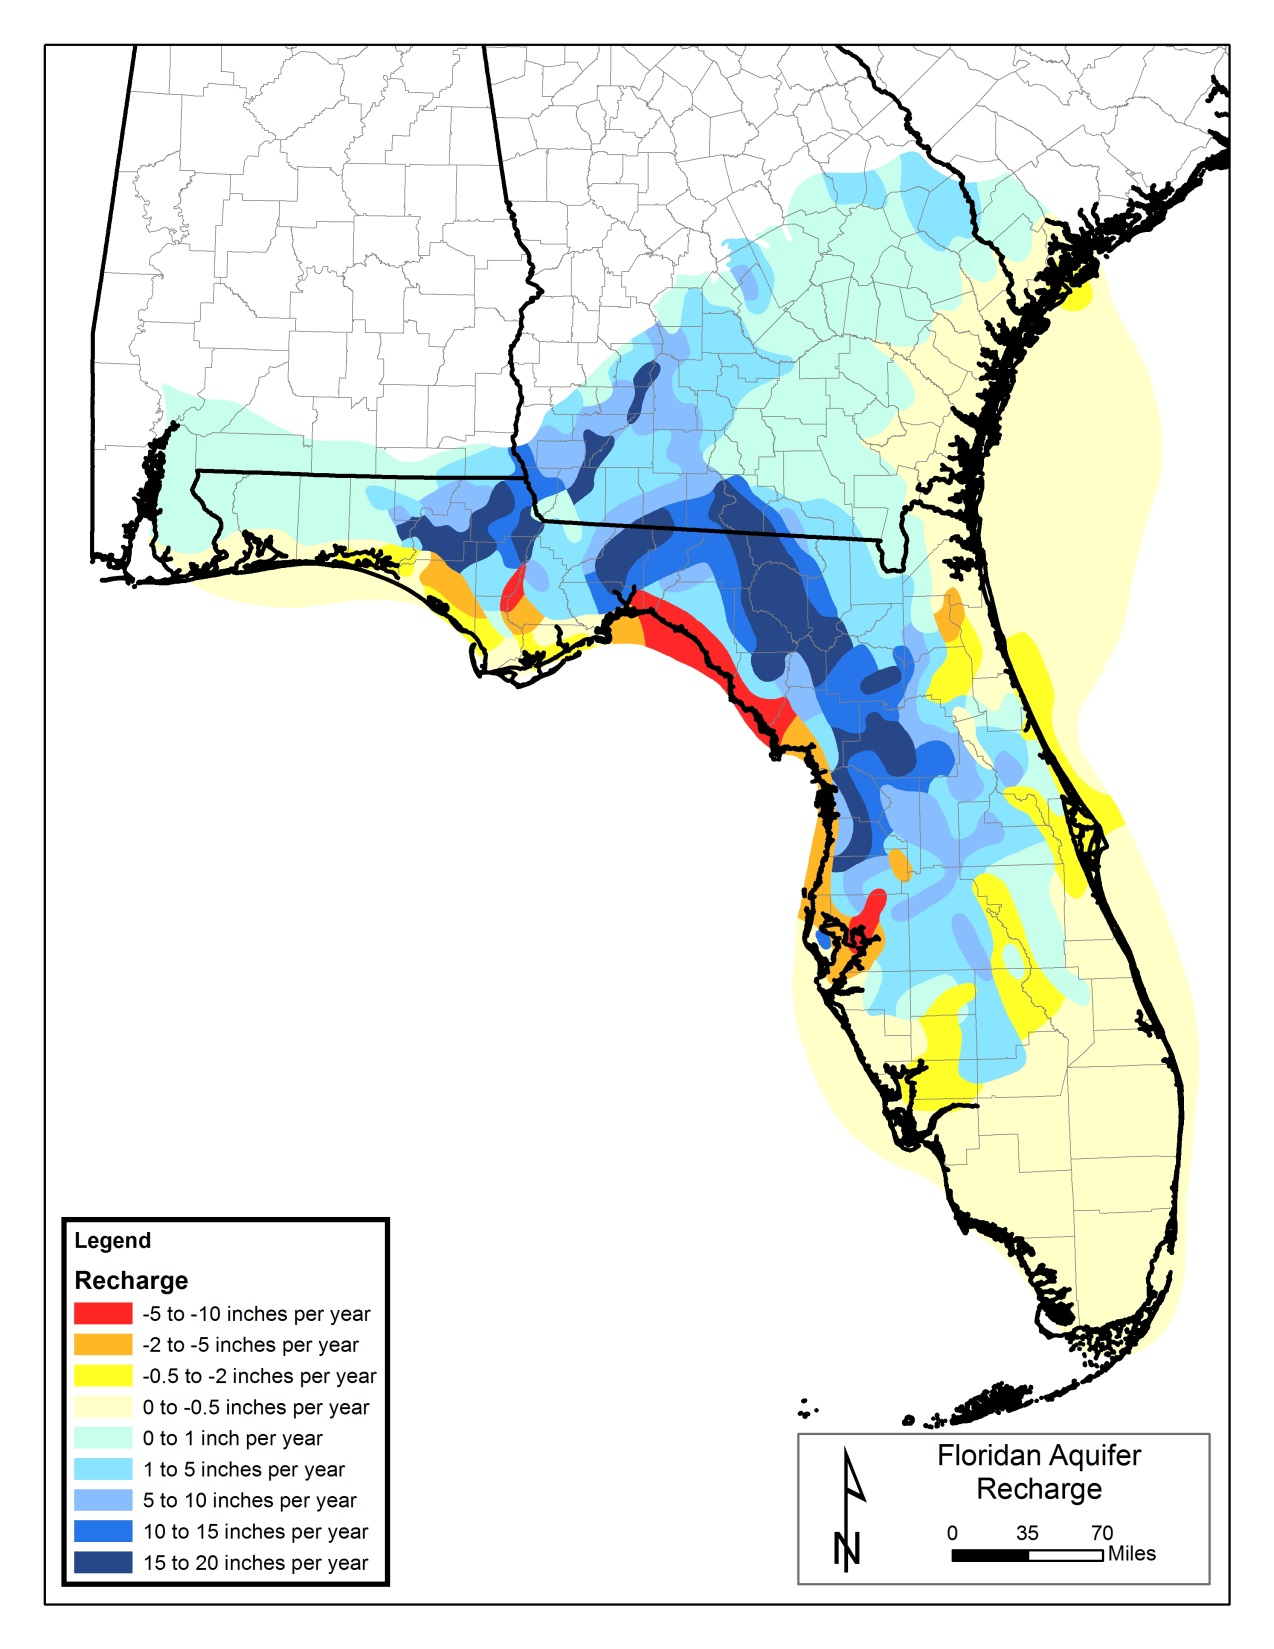 Legend
Recharge
-5 to -10 inches per year
-2 to -5 inches per year
-0.5 to -2 inches per year
0 to -0.5 inches per year
0 to 1 inch per year
1 to 5 inches per year
5 to 10 inches per year
10 to 15 inches per year
15 to 20 inches per year
Floridan Aquifer
Recharge
0 35 70
Miles
N